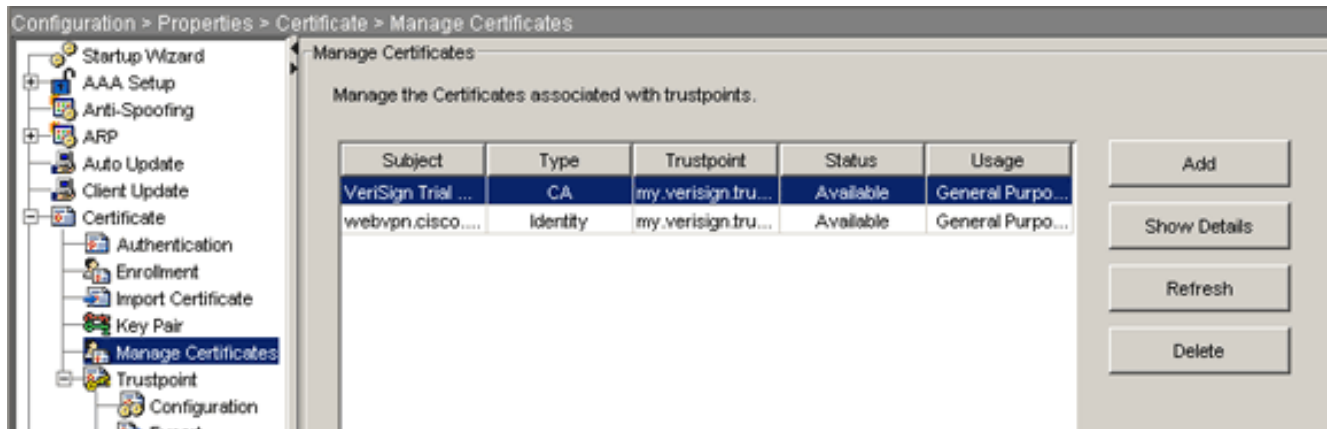 Configuration > Properties > Certificate > Manage Certificates
Startup Wizard
AAA Setup
Anti-Spoofing
ARP
Auto Update
Client Update
Certificate
Authentication
Enrollment
Import Certificate
Key Pair
Manage Certificates
Trustpoint
Configuration
Manage Certificates
Manage the Certificates associated with trustpoints.
Subject Type Trustpoint Status Usage
VeriSign Trial ... CA my.verisign.tru... Available General Purpo...
webvpn.cisco.... Identity my.verisign.tru... Available General Purpo...
Add
Show Details
Refresh
Delete